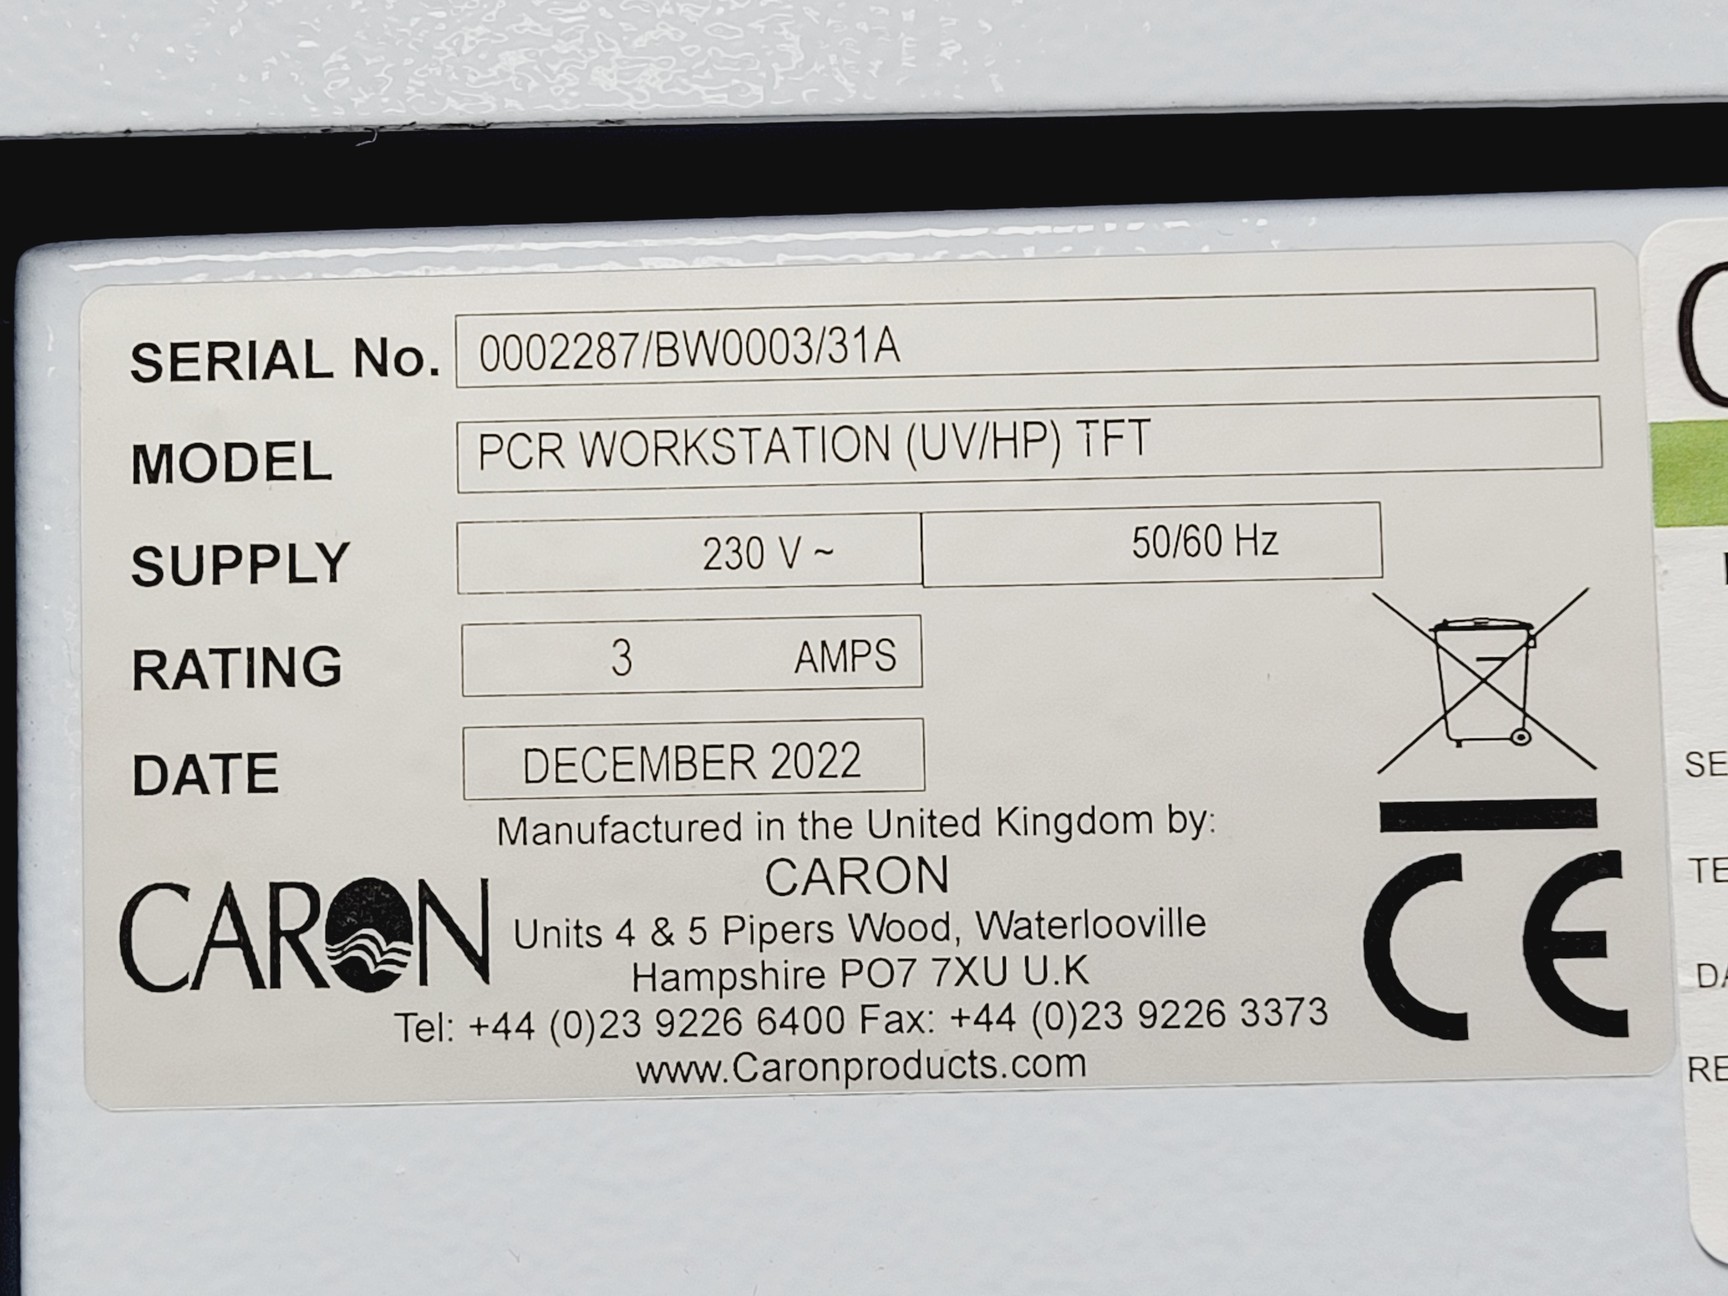 SERIAL No. 0002287/BW0003/31A
MODEL PCR WORKSTATION (UV/HP) TFT
SUPPLY 230 V ~ 50/60 Hz
RATING 3 AMPS
DATE DECEMBER 2022
Manufactured in the United Kingdom by:
CARON
CARON
Units 4 & 5 Pipers Wood, Waterlooville
Hampshire PO7 7XU U.K
Tel: +44 (0)23 9226 6400 Fax: +44 (0)23 9226 3373
www.Caronproducts.com
CE